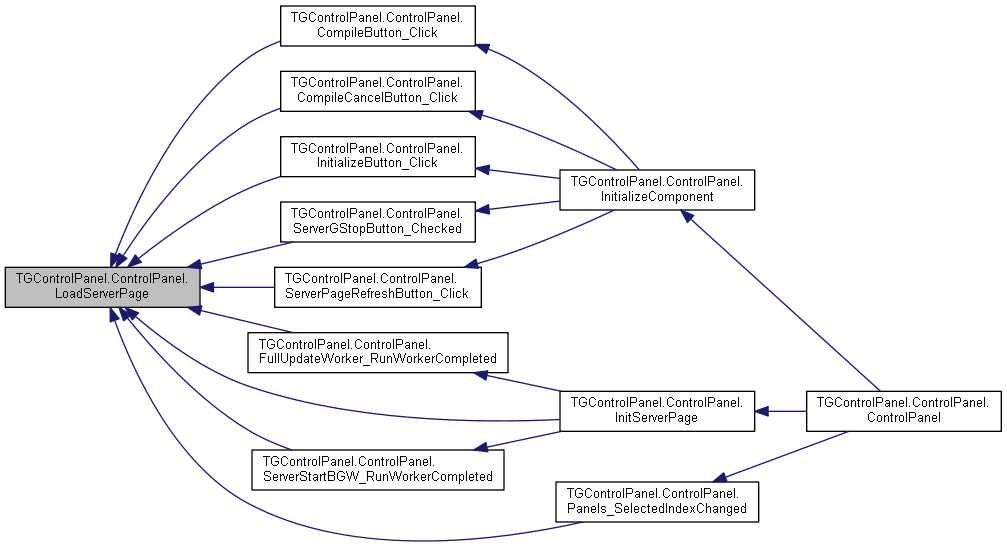 TGControlPanel.ControlPanel.
CompileButton_Click
TGControlPanel.ControlPanel.
CompileCancelButton_Click
TGControlPanel.ControlPanel.
InitializeButton_Click
TGControlPanel.ControlPanel.
InitializeComponent
TGControlPanel.ControlPanel.
ServerGStopButton_Checked
TGControlPanel.ControlPanel.
LoadServerPage
TGControlPanel.ControlPanel.
ServerPageRefreshButton_Click
TGControlPanel.ControlPanel.
FullUpdateWorker_RunWorkerCompleted
TGControlPanel.ControlPanel.
InitServerPage
TGControlPanel.ControlPanel.
ControlPanel
TGControlPanel.ControlPanel.
ServerStartBGW_RunWorkerCompleted
TGControlPanel.ControlPanel.
Panels_SelectedIndexChanged